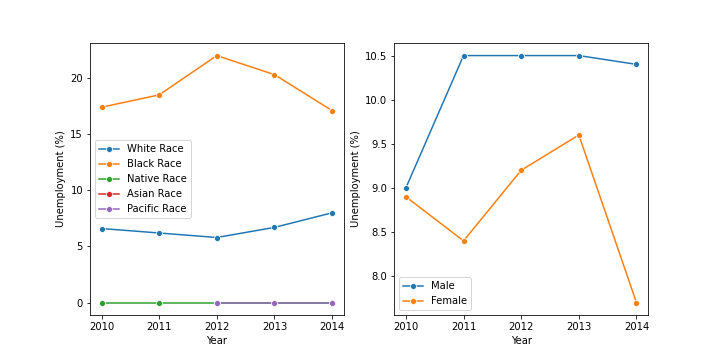 Unemployment (%)
20
15
10
5
0
White Race
Black Race
Native Race
Asian Race
Pacific Race
2010 2011 2012 2013 2014
Year
Unemployment (%)
10.5
10.0
9.5
9.0
8.5
8.0
Male
Female
2010 2011 2012 2013 2014
Year